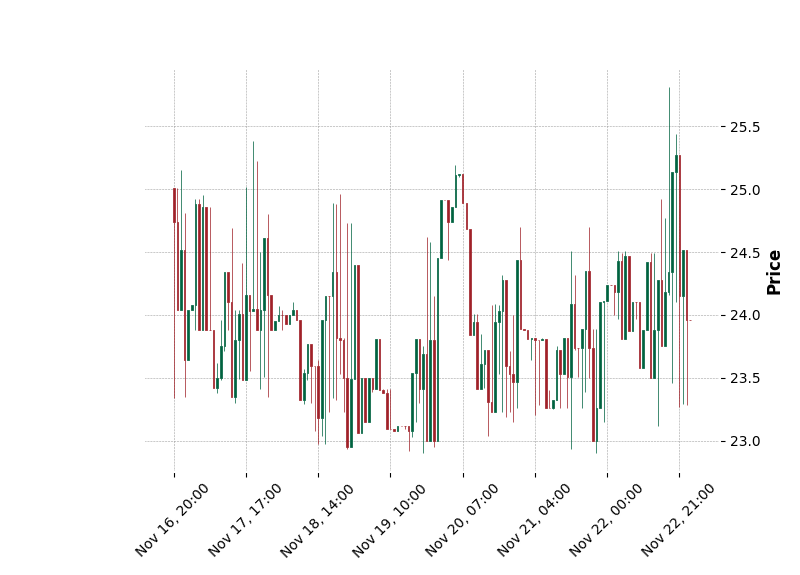 25.5
25.0
24.5
24.0
23.5
23.0
Price
Nov 16, 20:00
Nov 17, 17:00
Nov 18, 14:00
Nov 19, 10:00
Nov 20, 07:00
Nov 21, 04:00
Nov 22, 00:00
Nov 22, 21:00